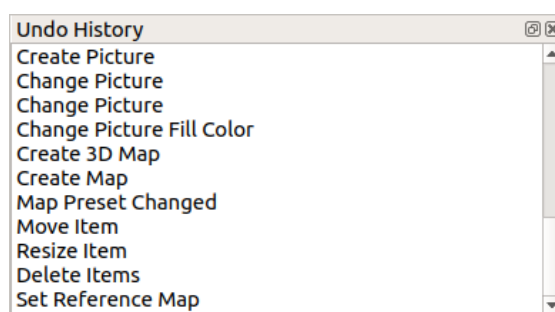 Undo History
Create Picture
Change Picture
Change Picture
Change Picture Fill Color
Create 3D Map
Create Map
Map Preset Changed
Move Item
Resize Item
Delete Items
Set Reference Map